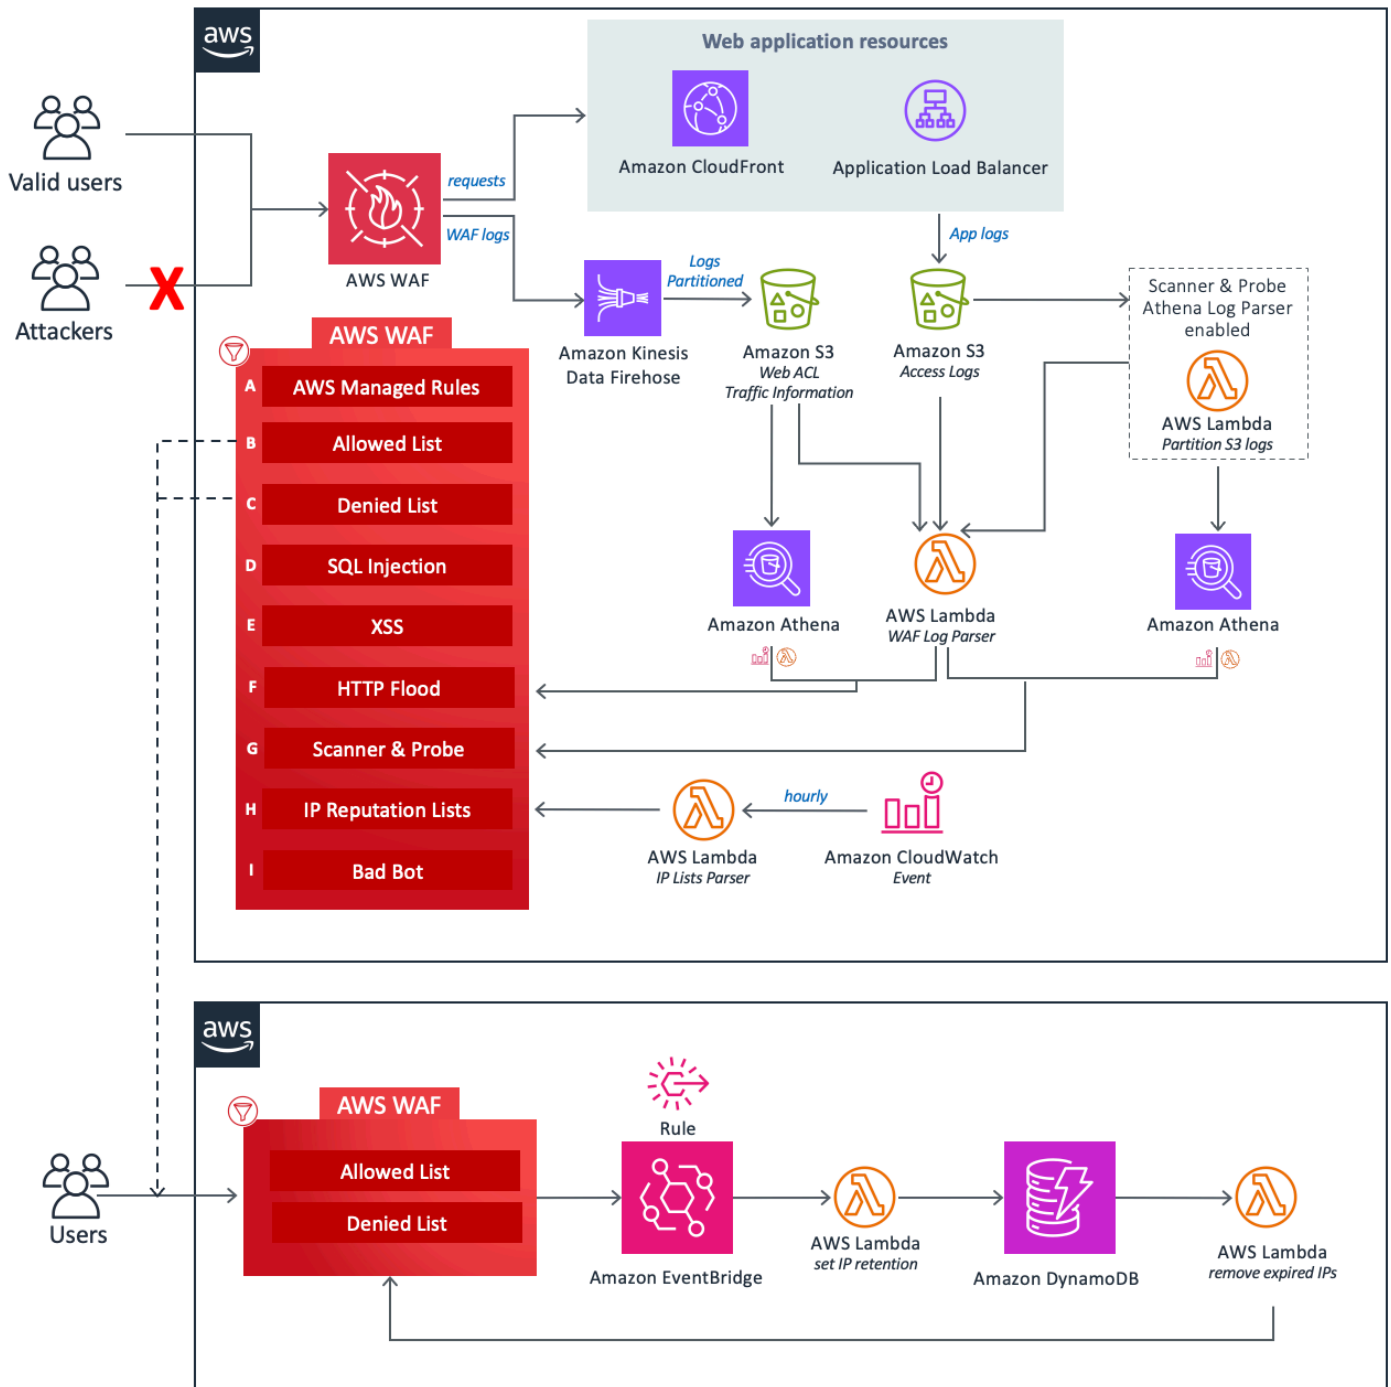 aws
Web application resources
Amazon CloudFront
Application Load Balancer
Valid users
requests
WAF logs
App logs
AWS WAF
Attackers
Logs
Partitioned
Amazon Kinesis
Data Firehose
Amazon S3
Web ACL
Traffic Information
Amazon S3
Access Logs
Scanner & Probe
Athena Log Parser
enabled
AWS Lambda
Partition S3 logs
AWS WAF
A
AWS Managed Rules
B
Allowed List
C
Denied List
D
SQL Injection
E
XSS
F
HTTP Flood
G
Scanner & Probe
H
IP Reputation Lists
I
Bad Bot
Amazon Athena
AWS Lambda
WAF Log Parser
Amazon Athena
hourly
AWS Lambda
IP Lists Parser
Amazon CloudWatch
Event
aws
AWS WAF
Allowed List
Denied List
Users
Rule
Amazon EventBridge
AWS Lambda
set IP retention
Amazon DynamoDB
AWS Lambda
remove expired IPs